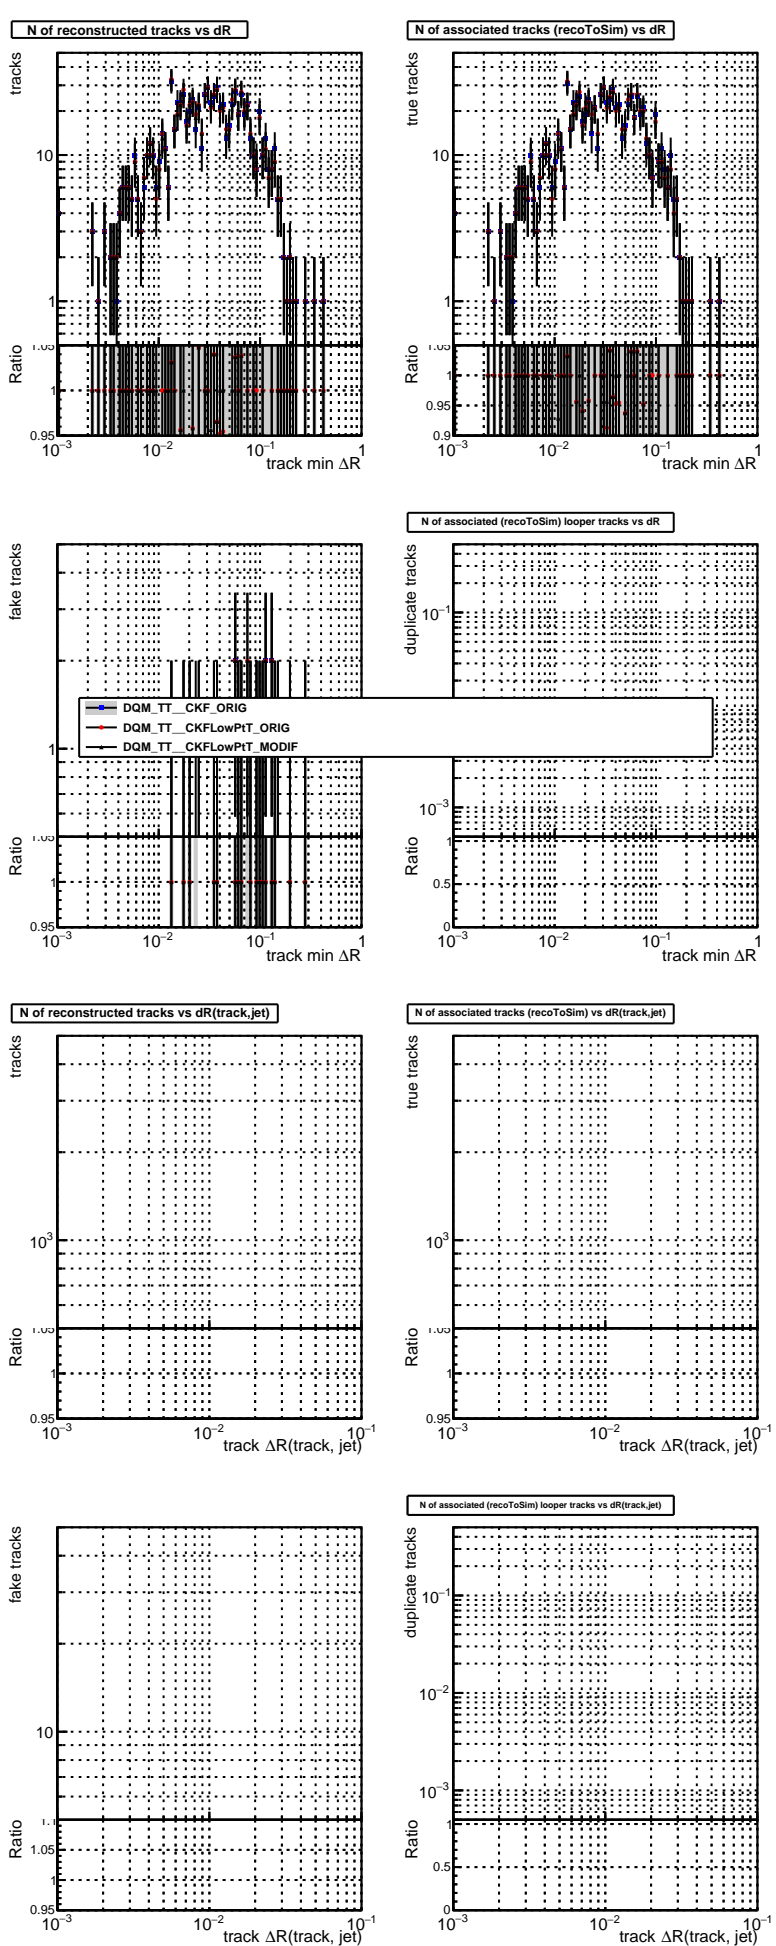 N of reconstructed tracks vs dR
tracks
10
1
1.05
Ratio
1
0.95
10−3
10−2
10−1
1
track min ΔR
N of associated tracks (recoToSim) vs dR
true tracks
10
1
1.05
Ratio
1
0.95
0.9
10−3
10−2
10−1
1
track min ΔR
fake tracks
1
1.05
Ratio
1
0.95
10−3
10−2
10−1
1
track min ΔR
N of associated (recoToSim) looper tracks vs dR
duplicate tracks
10−1
10−3
1
Ratio
0.5
0
10−3
10−2
10−1
1
track min ΔR
DQM_TT__CKF_ORIG
DQM_TT__CKFLowPtT_ORIG
DQM_TT__CKFLowPtT_MODIF
N of reconstructed tracks vs dR(track,jet)
tracks
103
1.05
Ratio
1
0.95
10−3
10−2
10−1
track ΔR(track, jet)
N of associated tracks (recoToSim) vs dR(track,jet)
true tracks
103
1.05
Ratio
1
0.95
10−3
10−2
10−1
track ΔR(track, jet)
fake tracks
10
1.1
Ratio
1.05
1
0.95
10−3
10−2
10−1
track ΔR(track, jet)
N of associated (recoToSim) looper tracks vs dR(track,jet)
duplicate tracks
10−1
10−2
10−3
1
Ratio
0.5
0
10−3
10−2
10−1
track ΔR(track, jet)